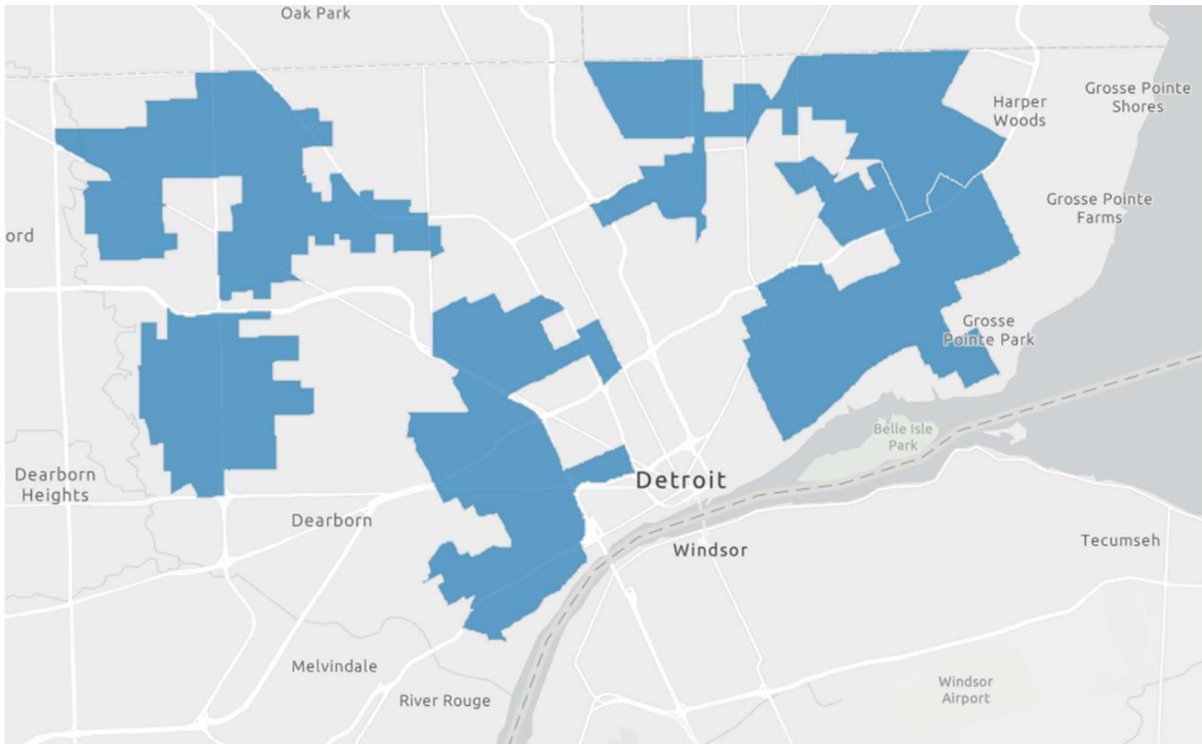 Oak Park
Grosse Pointe
Shores
Harper
Woods
Grosse Pointe
Farms
ord
Grosse
Pointe Park
Belle Isle
Park
Dearborn
Heights
Detroit
Dearborn
Windsor
Tecumseh
Melvindale
River Rouge
Windsor
Airport